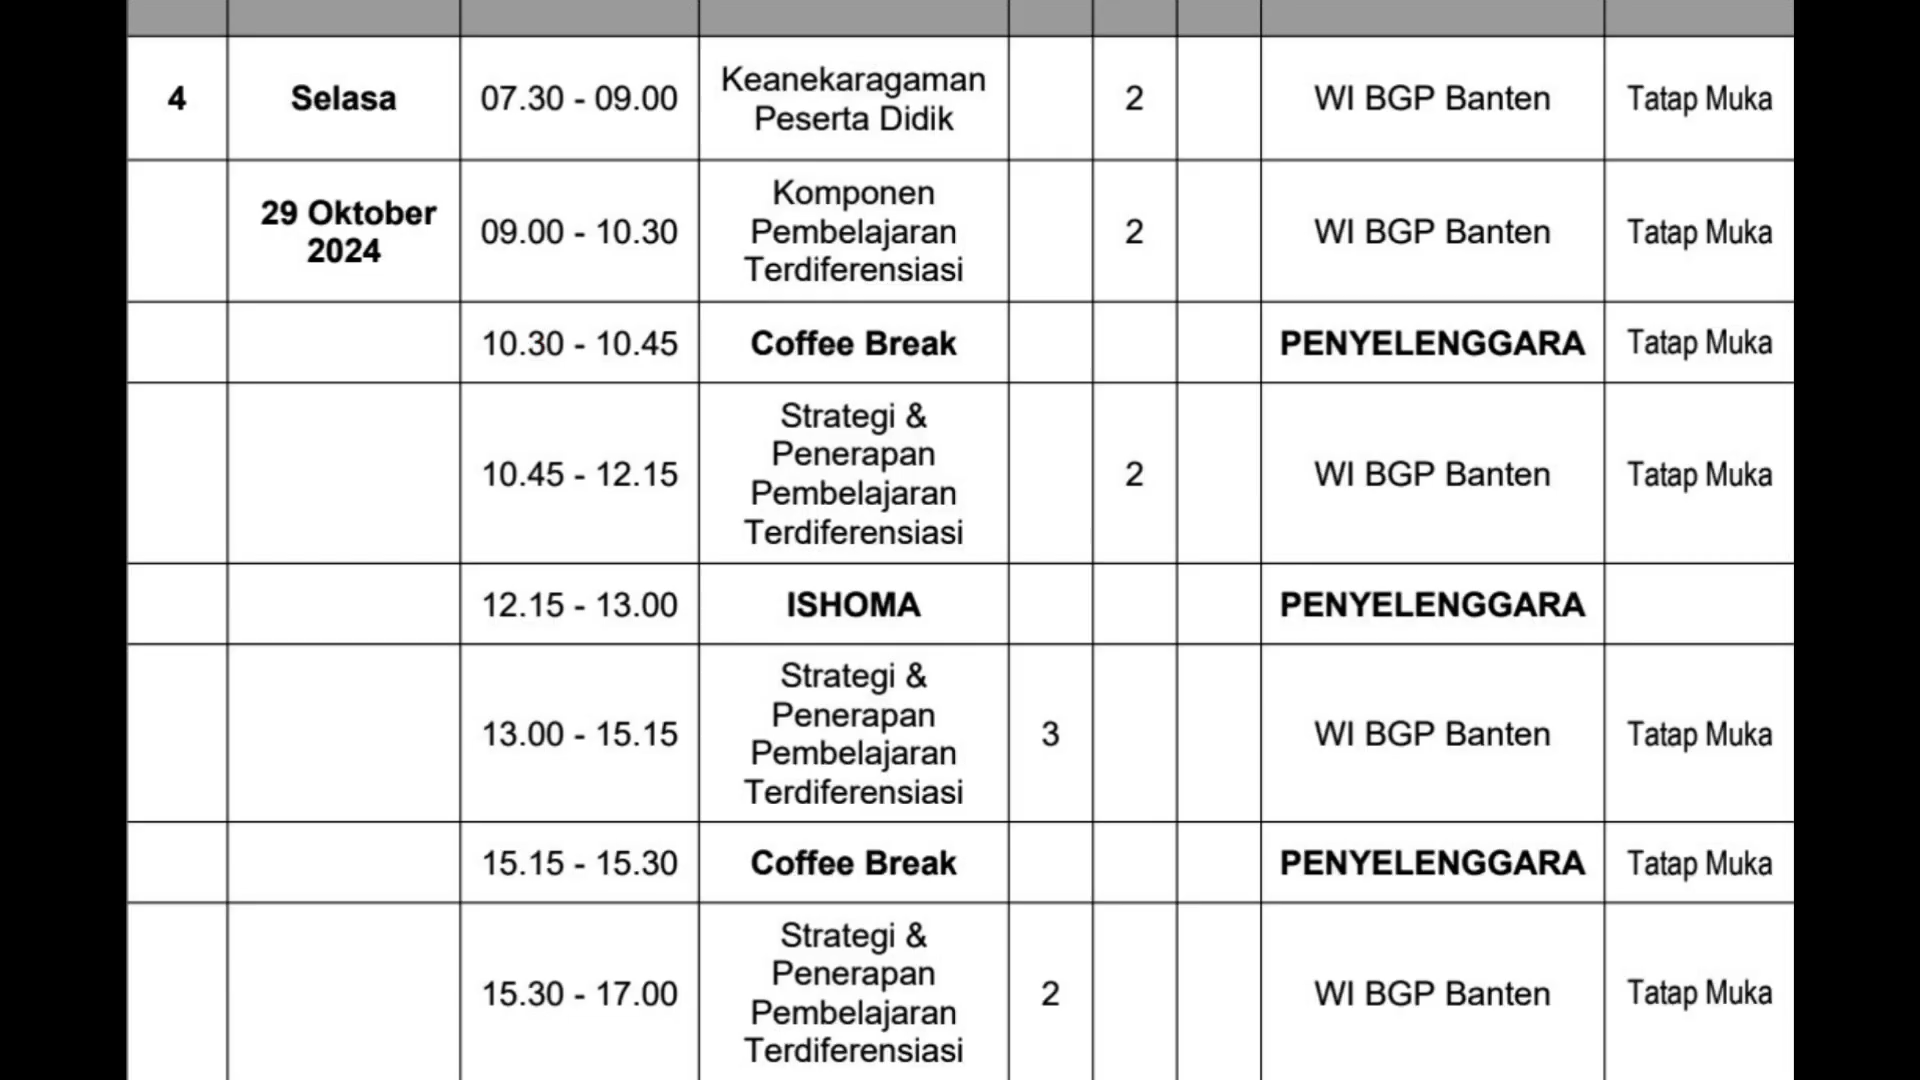 4 Selasa 07.30 - 09.00 Keanekaragaman Peserta Didik 2 WI BGP Banten Tatap Muka
29 Oktober 2024 09.00 - 10.30 Komponen Pembelajaran Terdiferensiasi 2 WI BGP Banten Tatap Muka
10.30 - 10.45 Coffee Break PENYELENGGARA Tatap Muka
10.45 - 12.15 Strategi & Penerapan Pembelajaran Terdiferensiasi 2 WI BGP Banten Tatap Muka
12.15 - 13.00 ISHOMA PENYELENGGARA
13.00 - 15.15 Strategi & Penerapan Pembelajaran Terdiferensiasi 3 WI BGP Banten Tatap Muka
15.15 - 15.30 Coffee Break PENYELENGGARA Tatap Muka
15.30 - 17.00 Strategi & Penerapan Pembelajaran Terdiferensiasi 2 WI BGP Banten Tatap Muka